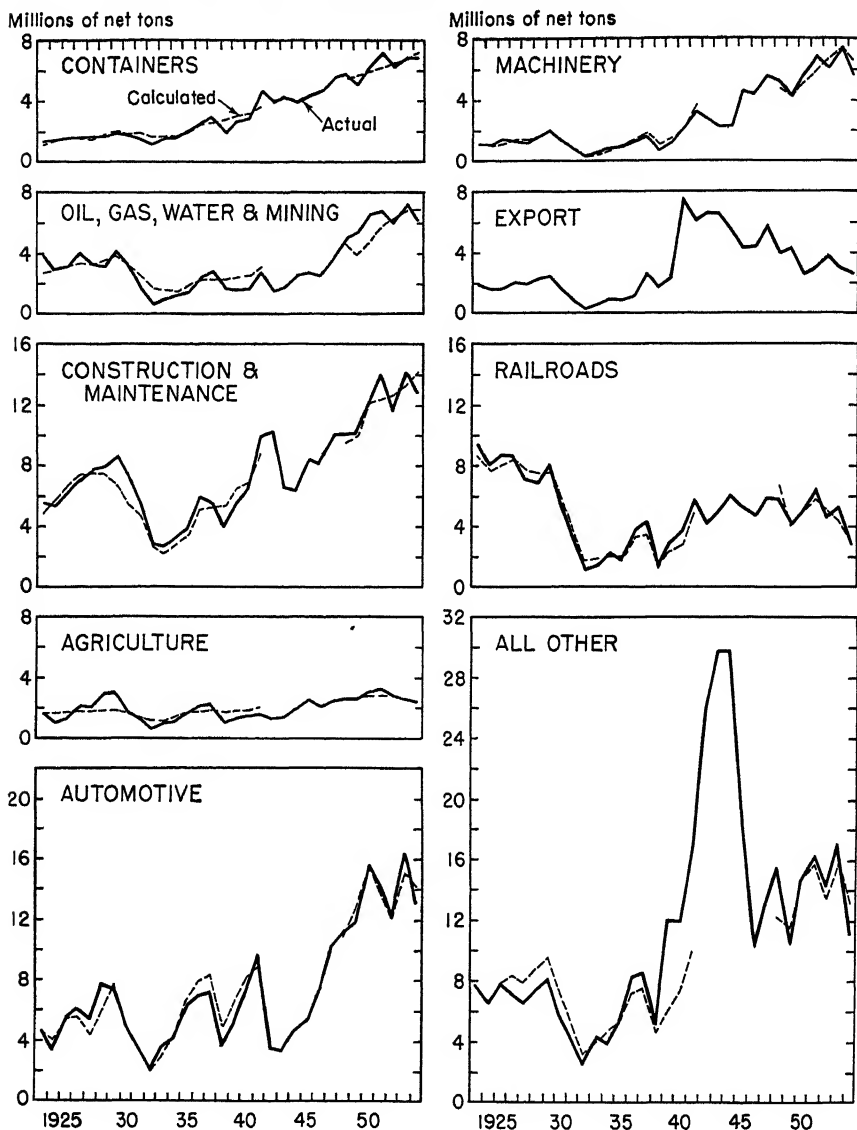 Millions of net tons
8
CONTAINERS
Calculated
Actual
4
0
8
OIL, GAS, WATER & MINING
4
0
16
CONSTRUCTION &
MAINTENANCE
12
8
4
0
8
AGRICULTURE
4
0
20
AUTOMOTIVE
16
12
8
4
0
1925 30 35 40 45 50
Millions of net tons
8
MACHINERY
4
0
8
EXPORT
4
0
16
RAILROADS
12
8
4
0
32
ALL OTHER
28
24
20
16
12
8
4
0
1925 30 35 40 45 50